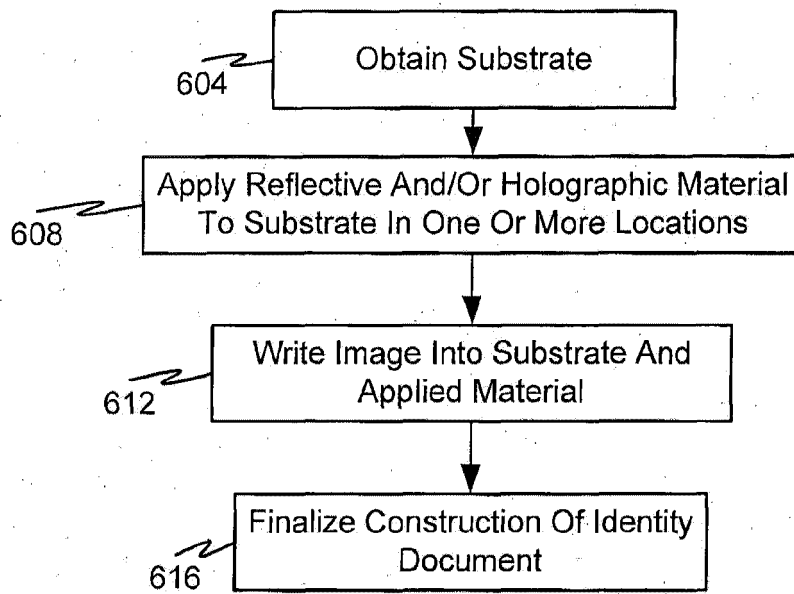 Obtain Substrate
604
Apply Reflective And/Or Holographic Material
To Substrate In One Or More Locations
608
Write Image Into Substrate And
Applied Material
612
Finalize Construction Of Identity
Document
616